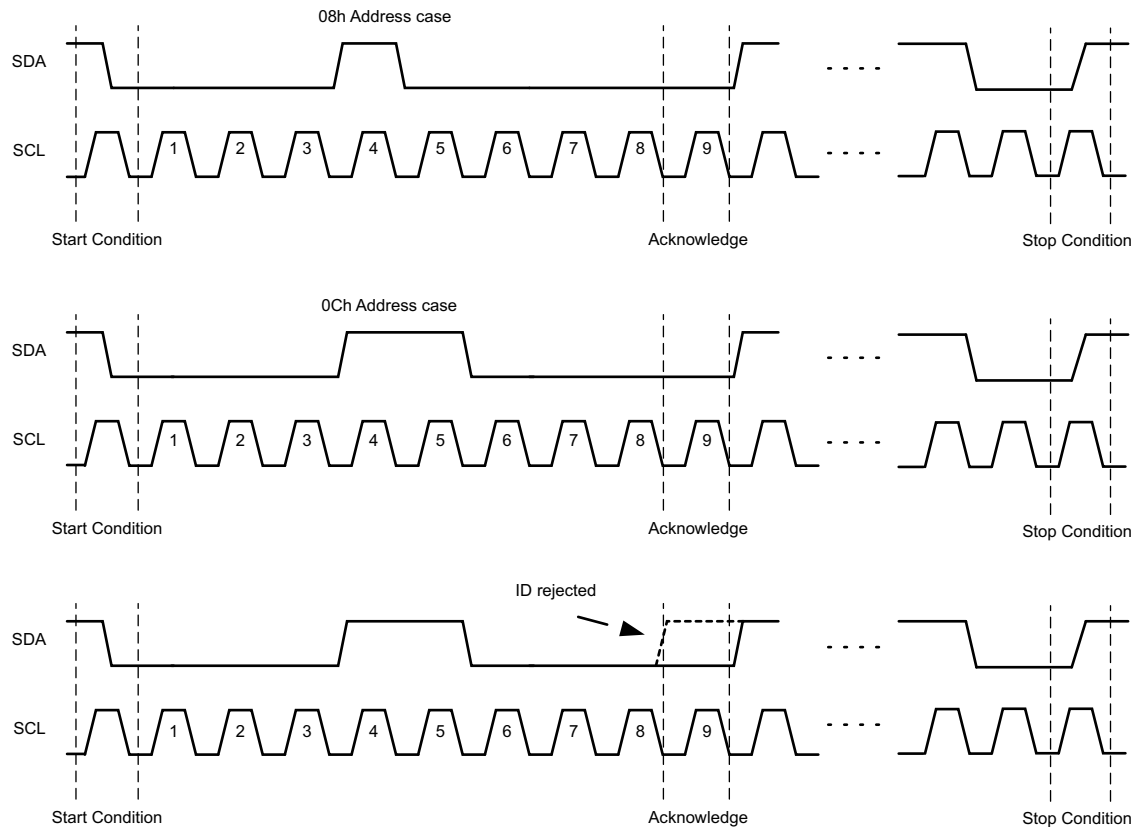 08h Address case
SDA
SCL
1 2 3 4 5 6 7 8 9
Start Condition
Acknowledge
Stop Condition
0Ch Address case
SDA
SCL
1 2 3 4 5 6 7 8 9
Start Condition
Acknowledge
Stop Condition
ID rejected
SDA
SCL
1 2 3 4 5 6 7 8 9
Start Condition
Acknowledge
Stop Condition